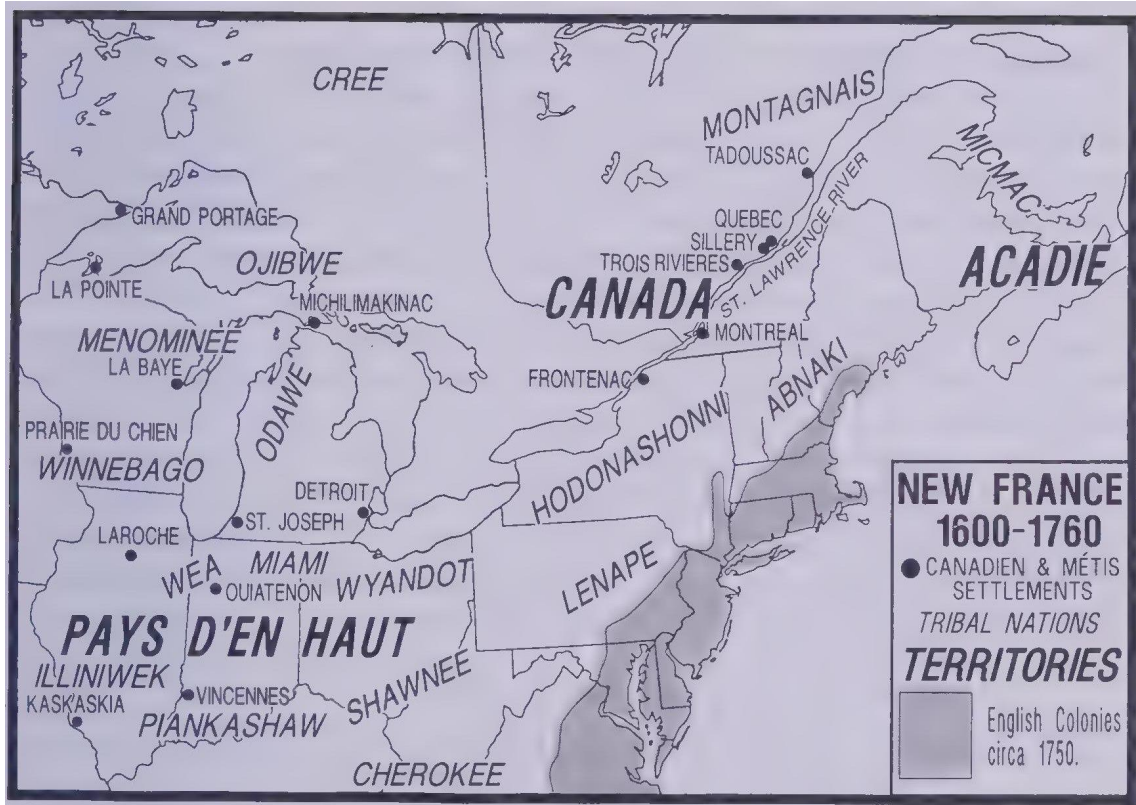 CREE
MONTAGNAIS
TADOUSSAC
MICMAC
GRAND PORTAGE
QUEBEC
SILLERY
TROIS RIVIERES
ST. LAWRENCE RIVER
OJIBWE
LA POINTE
MICHILIMAKINAC
CANADA
ACADIE
MONTREAL
MENOMINEE
LA BAYE
FRONTENAC
ABNAKI
ODAWE
PRAIRIE DU CHIEN
WINNEBAGO
HODONASHONNI
DETROIT
ST. JOSEPH
LAROCHE
WEA
MIAMI
OUIATENON
WYANDOT
LENAPE
PAYS D'EN HAUT
ILLINIWEK
KASKASKIA
VINCENNES
PIANKASHAW
SHAWNEE
CHEROKEE
NEW FRANCE
1600-1760
CANADIEN & MÉTIS
SETTLEMENTS
TRIBAL NATIONS
TERRITORIES
English Colonies
circa 1750.